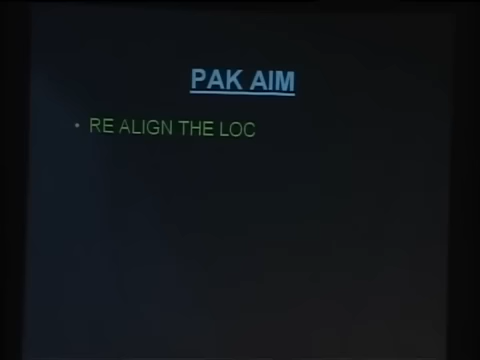 PAK AIM
• RE ALIGN THE LOC